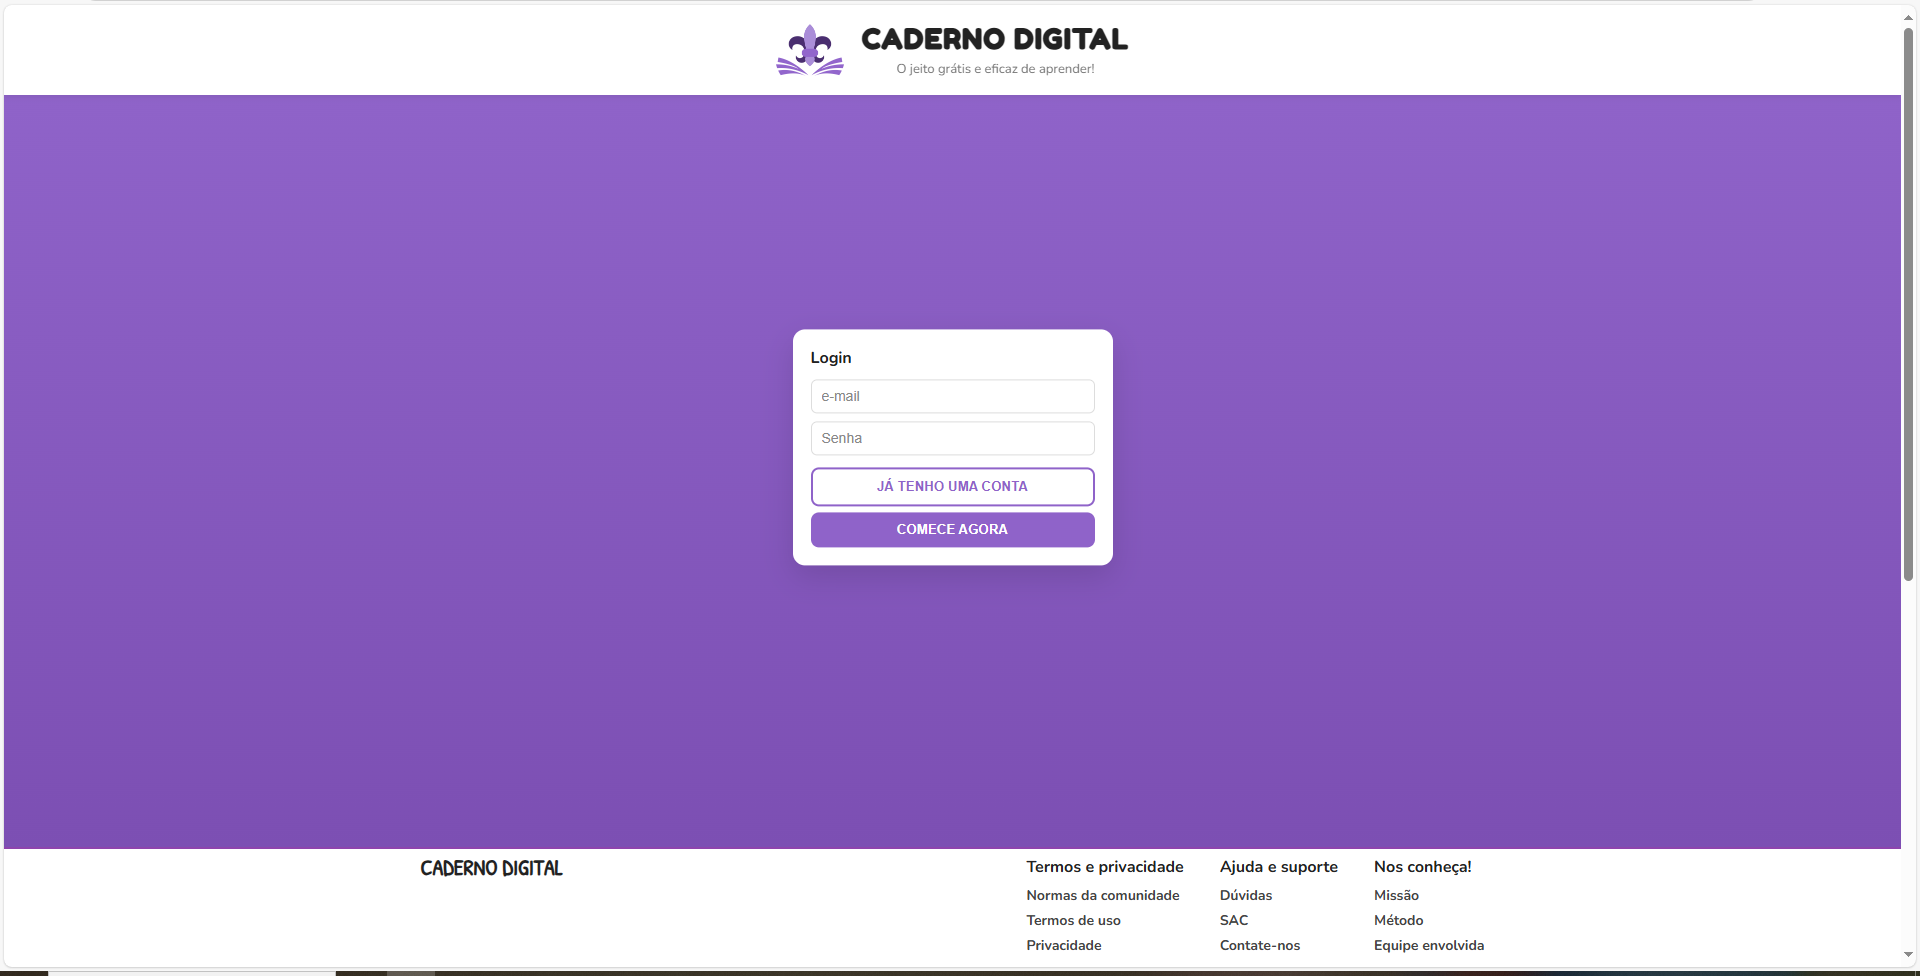 CADERNO DIGITAL
O jeito grátis e eficaz de aprender!
Login
e-mail
Senha
JÁ TENHO UMA CONTA
COMECE AGORA
CADERNO DIGITAL
Termos e privacidade
Normas da comunidade
Termos de uso
Privacidade
Ajuda e suporte
Dúvidas
SAC
Contate-nos
Nos conheça!
Missão
Método
Equipe envolvida